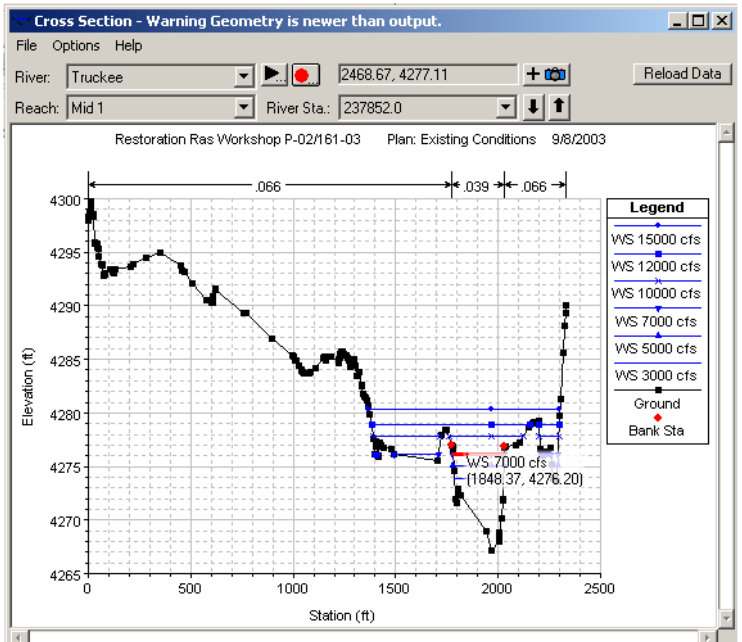 Cross Section - Warning Geometry is newer than output.
File Options Help
River: Truckee 2468.67, 4277.11 Reload Data
Reach: Mid 1 River Sta.: 237852.0
Restoration Ras Workshop P-02/161-03 Plan: Existing Conditions 9/8/2003
.066 .039 .066
4300
4295
4290
4285
4280
4275
4270
4265
Elevation (ft)
WS 7000 cfs
(1848.37, 4276.20)
0 500 1000 1500 2000 2500
Station (ft)
Legend
WS 15000 cfs
WS 12000 cfs
WS 10000 cfs
WS 7000 cfs
WS 5000 cfs
WS 3000 cfs
Ground
Bank Sta